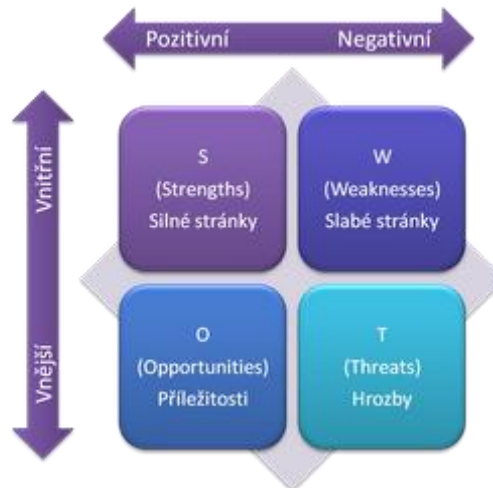 Pozitivní Negativní
Vnitřní
Vnější
S
(Strengths)
Silné stránky
W
(Weaknesses)
Slabé stránky
O
(Opportunities)
Příležitosti
T
(Threats)
Hrozby